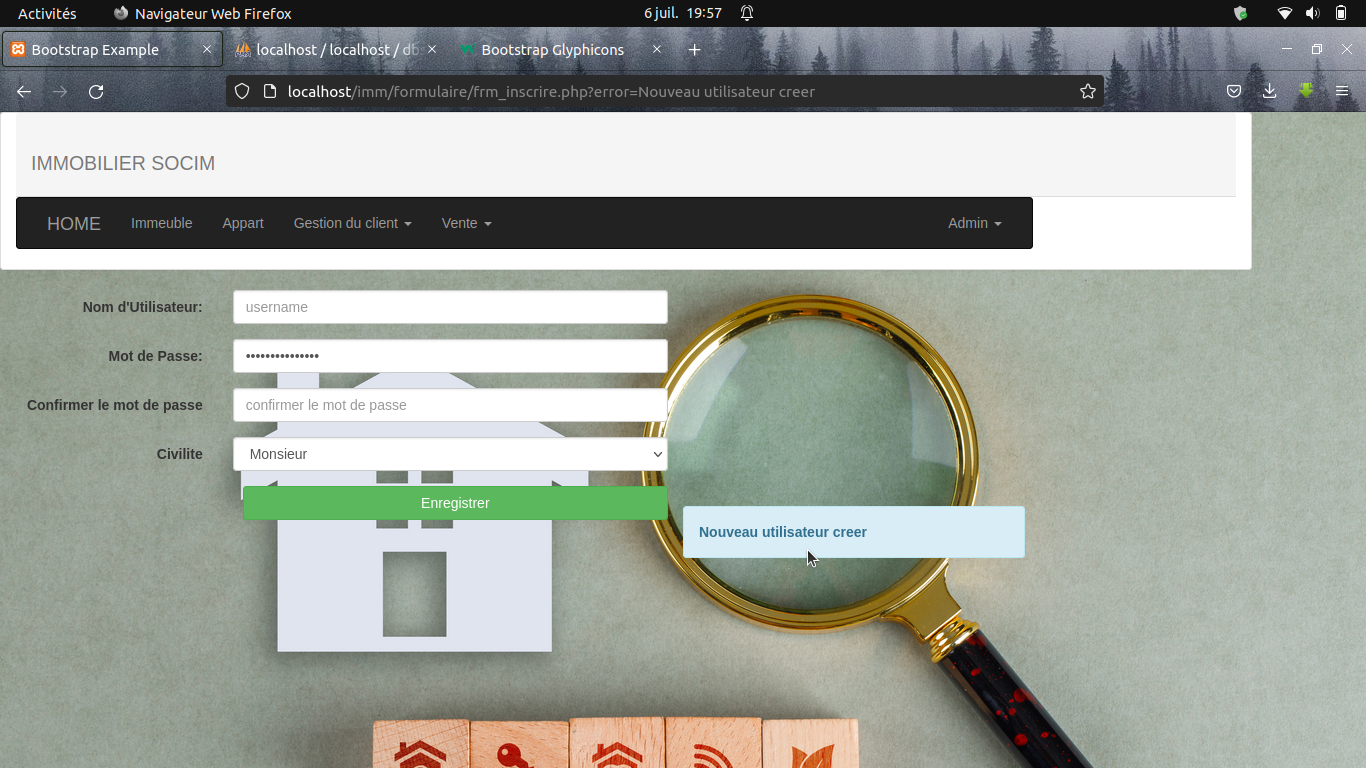 Activités
Navigateur Web Firefox
6 juil. 19:57
Bootstrap Example
localhost / localhost / db
Bootstrap Glyphicons
localhost/imm/formulaire/frm_inscrire.php?error=Nouveau utilisateur creer
IMMOBILIER SOCIM
HOME
Immeuble
Appart
Gestion du client
Vente
Admin
Nom d'Utilisateur:
username
Mot de Passe:
•••••••••••••••
Confirmer le mot de passe
confirmer le mot de passe
Civilite
Monsieur
Enregistrer
Nouveau utilisateur creer